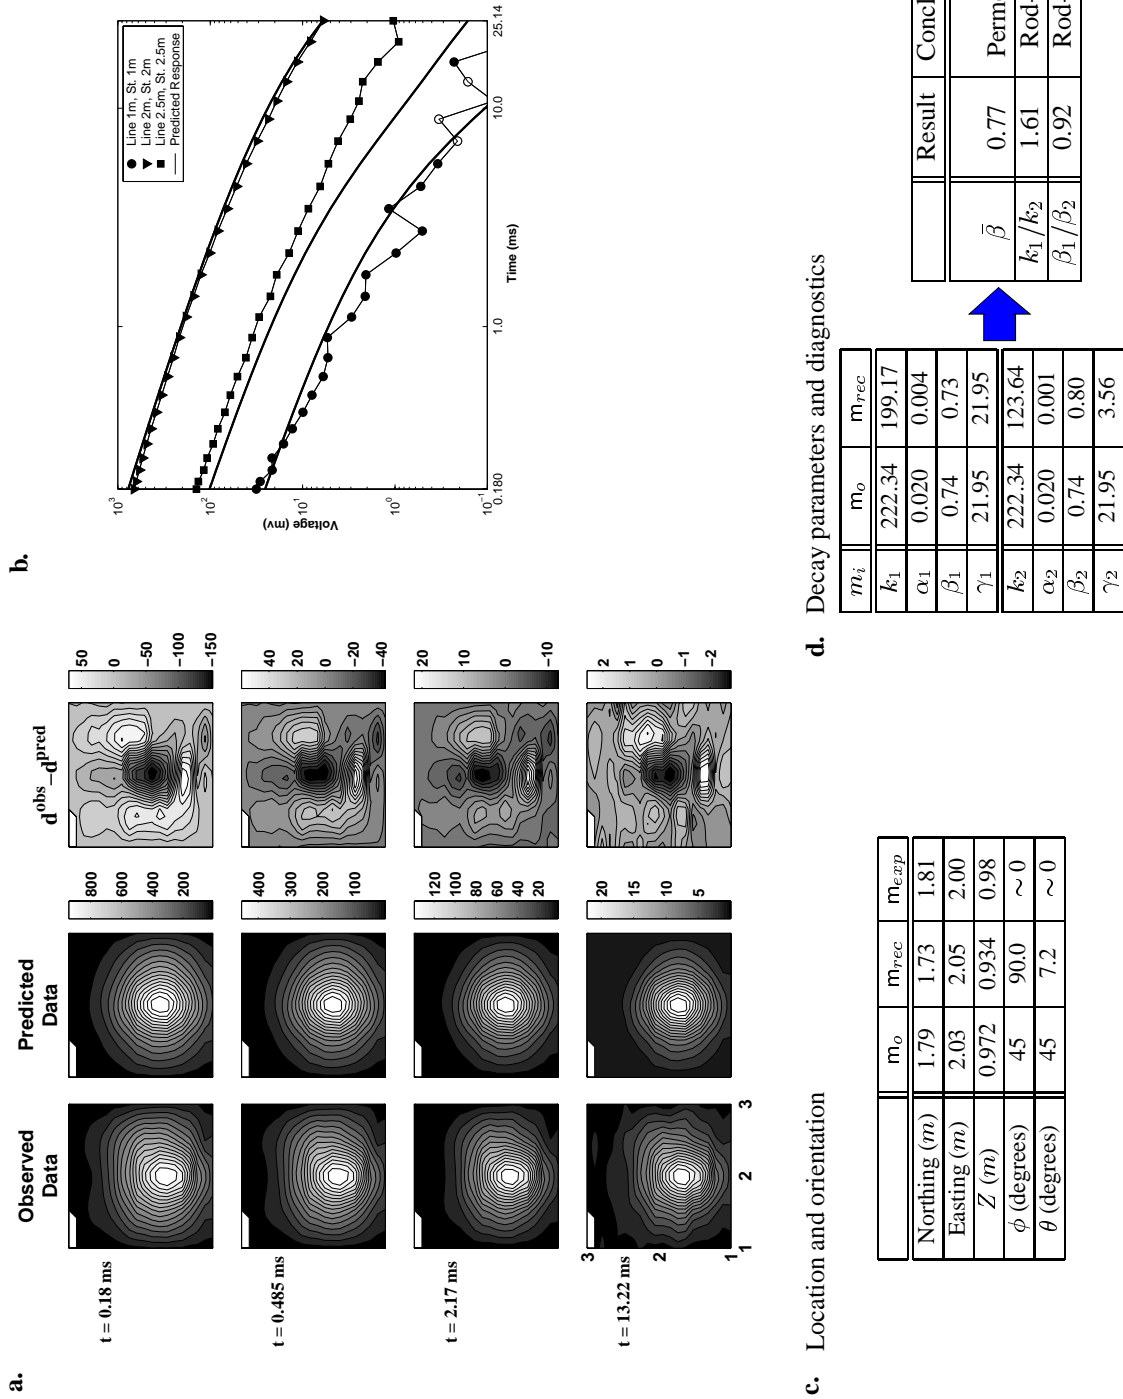 a.
Observed
Data
Predicted
Data
d^obs − d^pred
t = 0.18 ms
800
600
400
200
50
0
−50
−100
−150
t = 0.485 ms
400
300
200
100
40
20
0
−20
−40
t = 2.17 ms
120
100
80
60
40
20
20
10
0
−10
t = 13.22 ms
3
2
1
1
2
3
20
15
10
5
2
1
0
−1
−2
b.
Voltage (mv)
10^3
10^2
10^1
10^0
10^−1
0.180
1.0
10.0
25.14
Time (ms)
Line 1m, St. 1m
Line 2m, St. 2m
Line 2.5m, St. 2.5m
Predicted Response
c. Location and orientation
m_o m_rec m_exp
Northing (m) 1.79 1.73 1.81
Easting (m) 2.03 2.05 2.00
Z (m) 0.972 0.934 0.98
φ (degrees) 45 90.0 ∼ 0
θ (degrees) 45 7.2 ∼ 0
d. Decay parameters and diagnostics
m_i m_o m_rec
k_1 222.34 199.17
α_1 0.020 0.004
β_1 0.74 0.73
γ_1 21.95 21.95
k_2 222.34 123.64
α_2 0.020 0.001
β_2 0.74 0.80
γ_2 21.95 3.56
Result
β̄ 0.77
k_1/k_2 1.61 Rod-
β_1/β_2 0.92 Rod-